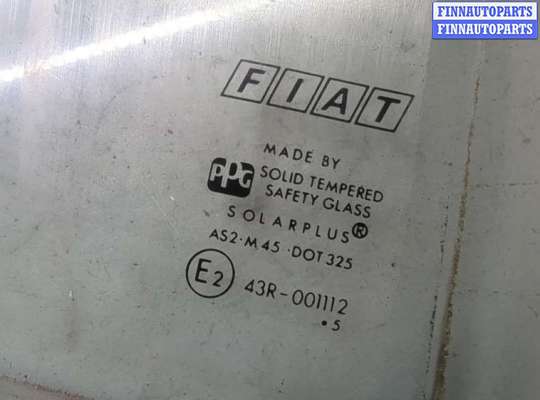 FINNAUTOPARTS
FINNAUTOPARTS
FIAT
MADE BY
PPG SOLID TEMPERED
SAFETY GLASS
SOLARPLUS®
AS2·M45·DOT325
E2 43R-001112
•5